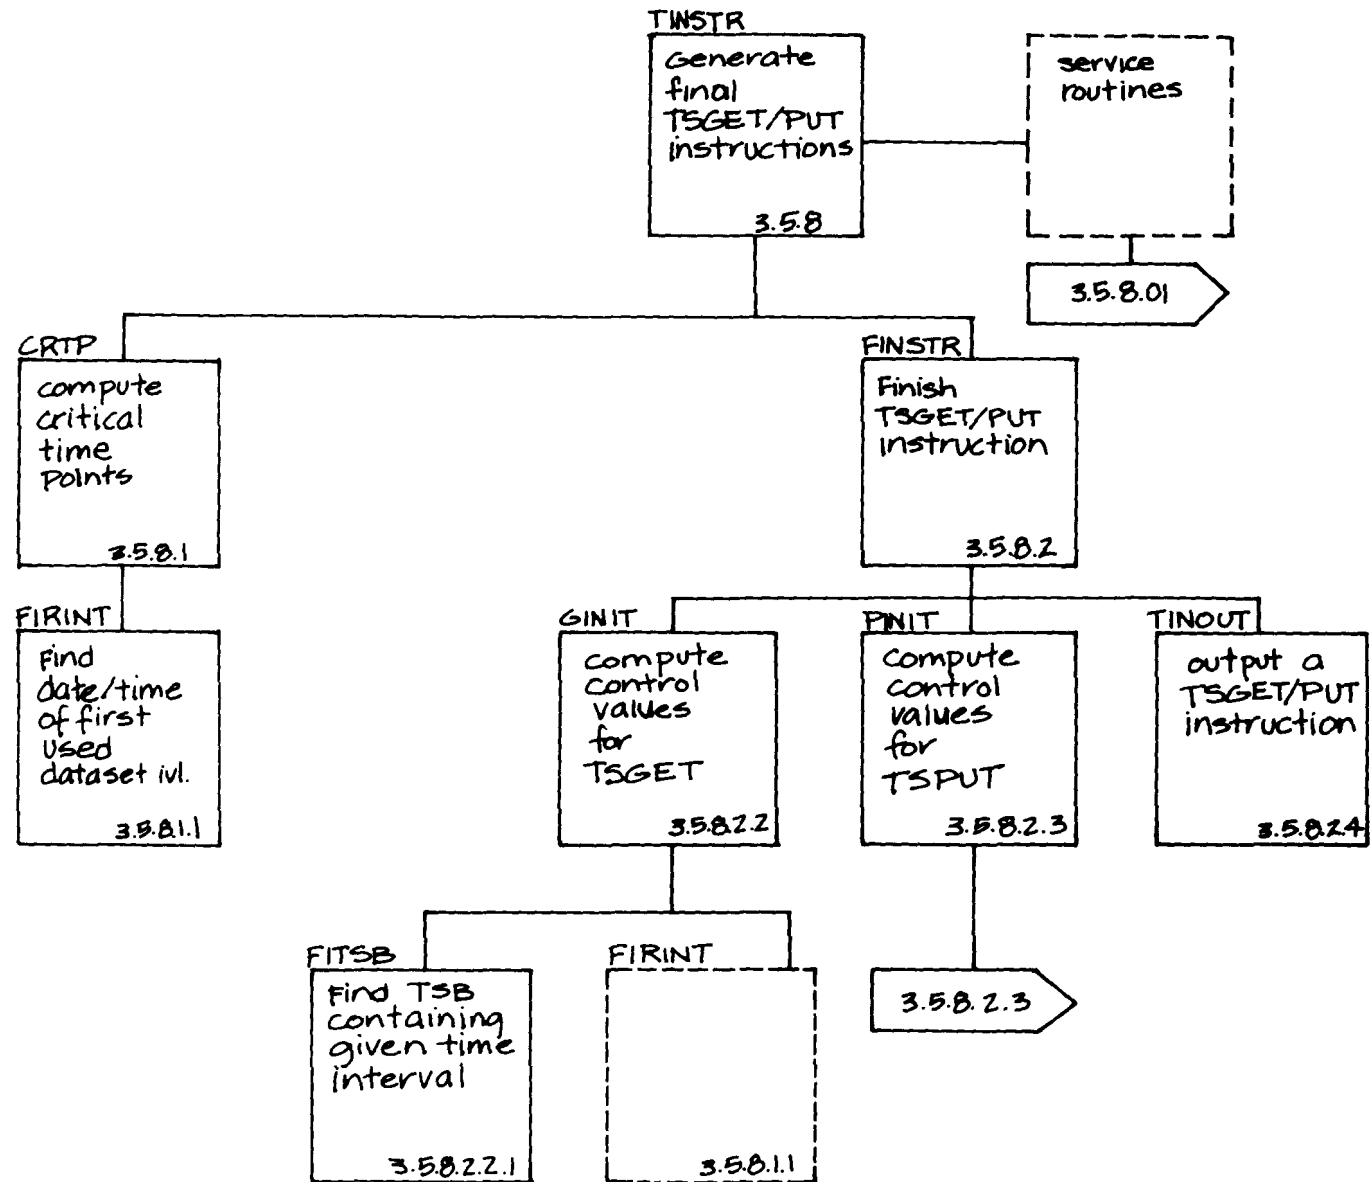 TINSTR
Generate
final
TSGET/PUT
instructions
3.5.8
service
routines
3.5.8.01
CRTP
compute
critical
time
points
3.5.8.1
FINSTR
Finish
TSGET/PUT
instruction
3.5.8.2
FIRINT
Find
date/time
of first
used
dataset ivl.
3.5.8.1.1
GINIT
compute
control
values
for
TSGET
3.5.8.2.2
PINIT
compute
control
values
for
TSPUT
3.5.8.2.3
TINOUT
output a
TSGET/PUT
instruction
3.5.8.2.4
FITSB
Find TSB
containing
given time
interval
3.5.8.2.2.1
FIRINT
3.5.8.1.1
3.5.8.2.3